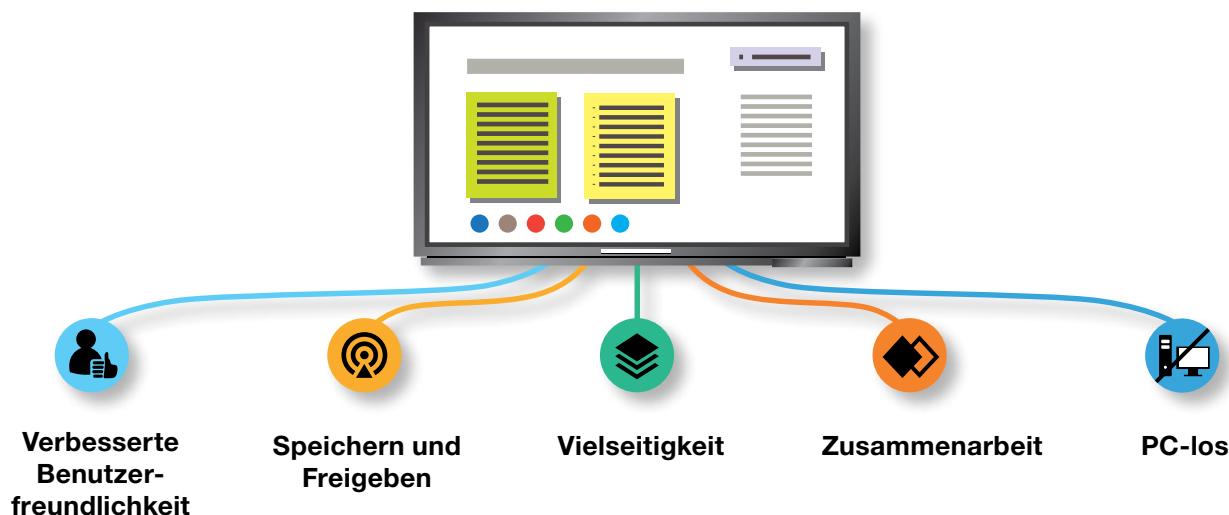 Verbesserte
Benutzer-
freundlichkeit
Speichern und
Freigeben
Vielseitigkeit
Zusammenarbeit
PC-los